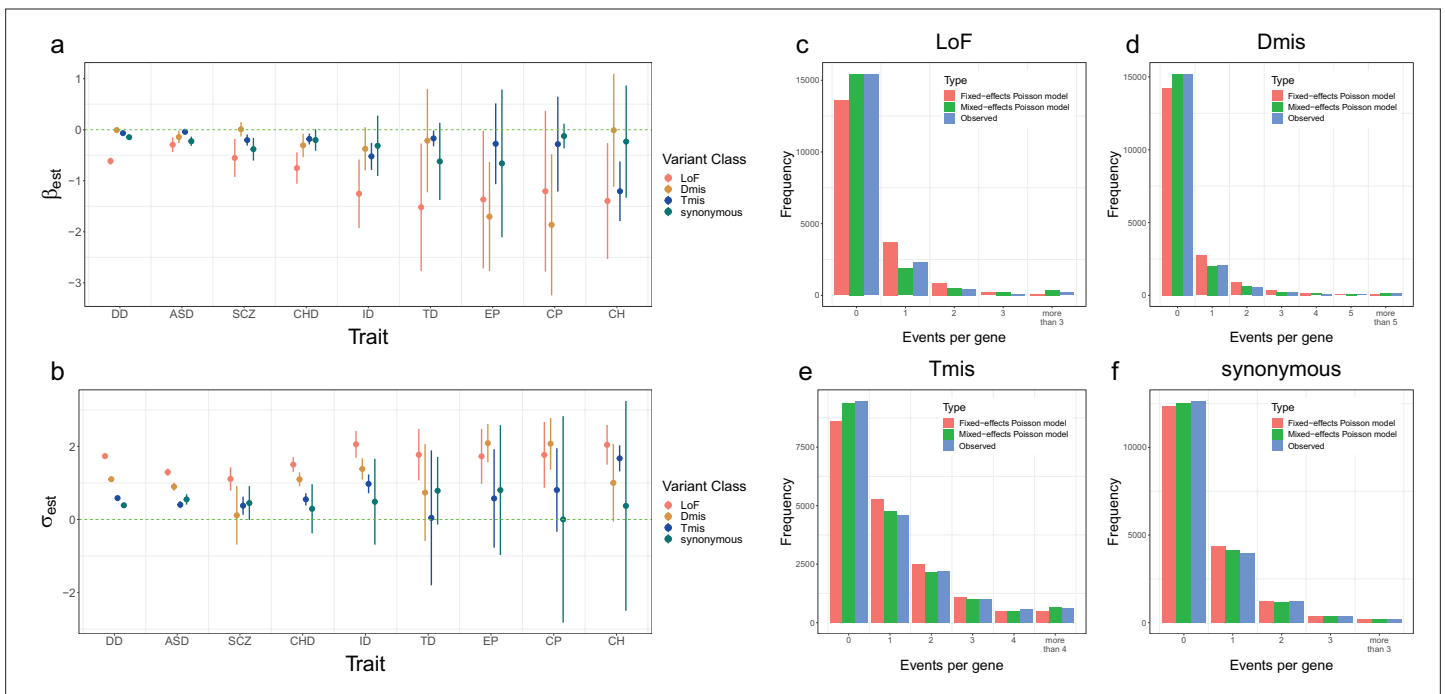 a
1
0
−1
−2
−3
βest
DD
ASD
SCZ
CHD
ID
TD
EP
CP
CH
Trait
Variant Class
LoF
Dmis
Tmis
synonymous
b
2
0
−2
σest
DD
ASD
SCZ
CHD
ID
TD
EP
CP
CH
Trait
Variant Class
LoF
Dmis
Tmis
synonymous
c
LoF
15000
10000
5000
0
Frequency
Type
Fixed−effects Poisson model
Mixed−effects Poisson model
Observed
0
1
2
3
more
than 3
Events per gene
d
Dmis
15000
10000
5000
0
Frequency
Type
Fixed−effects Poisson model
Mixed−effects Poisson model
Observed
0
1
2
3
4
5
more
than 5
Events per gene
e
Tmis
7500
5000
2500
0
Frequency
Type
Fixed−effects Poisson model
Mixed−effects Poisson model
Observed
0
1
2
3
4
more
than 4
Events per gene
f
synonymous
10000
5000
0
Frequency
Type
Fixed−effects Poisson model
Mixed−effects Poisson model
Observed
0
1
2
3
more
than 3
Events per gene